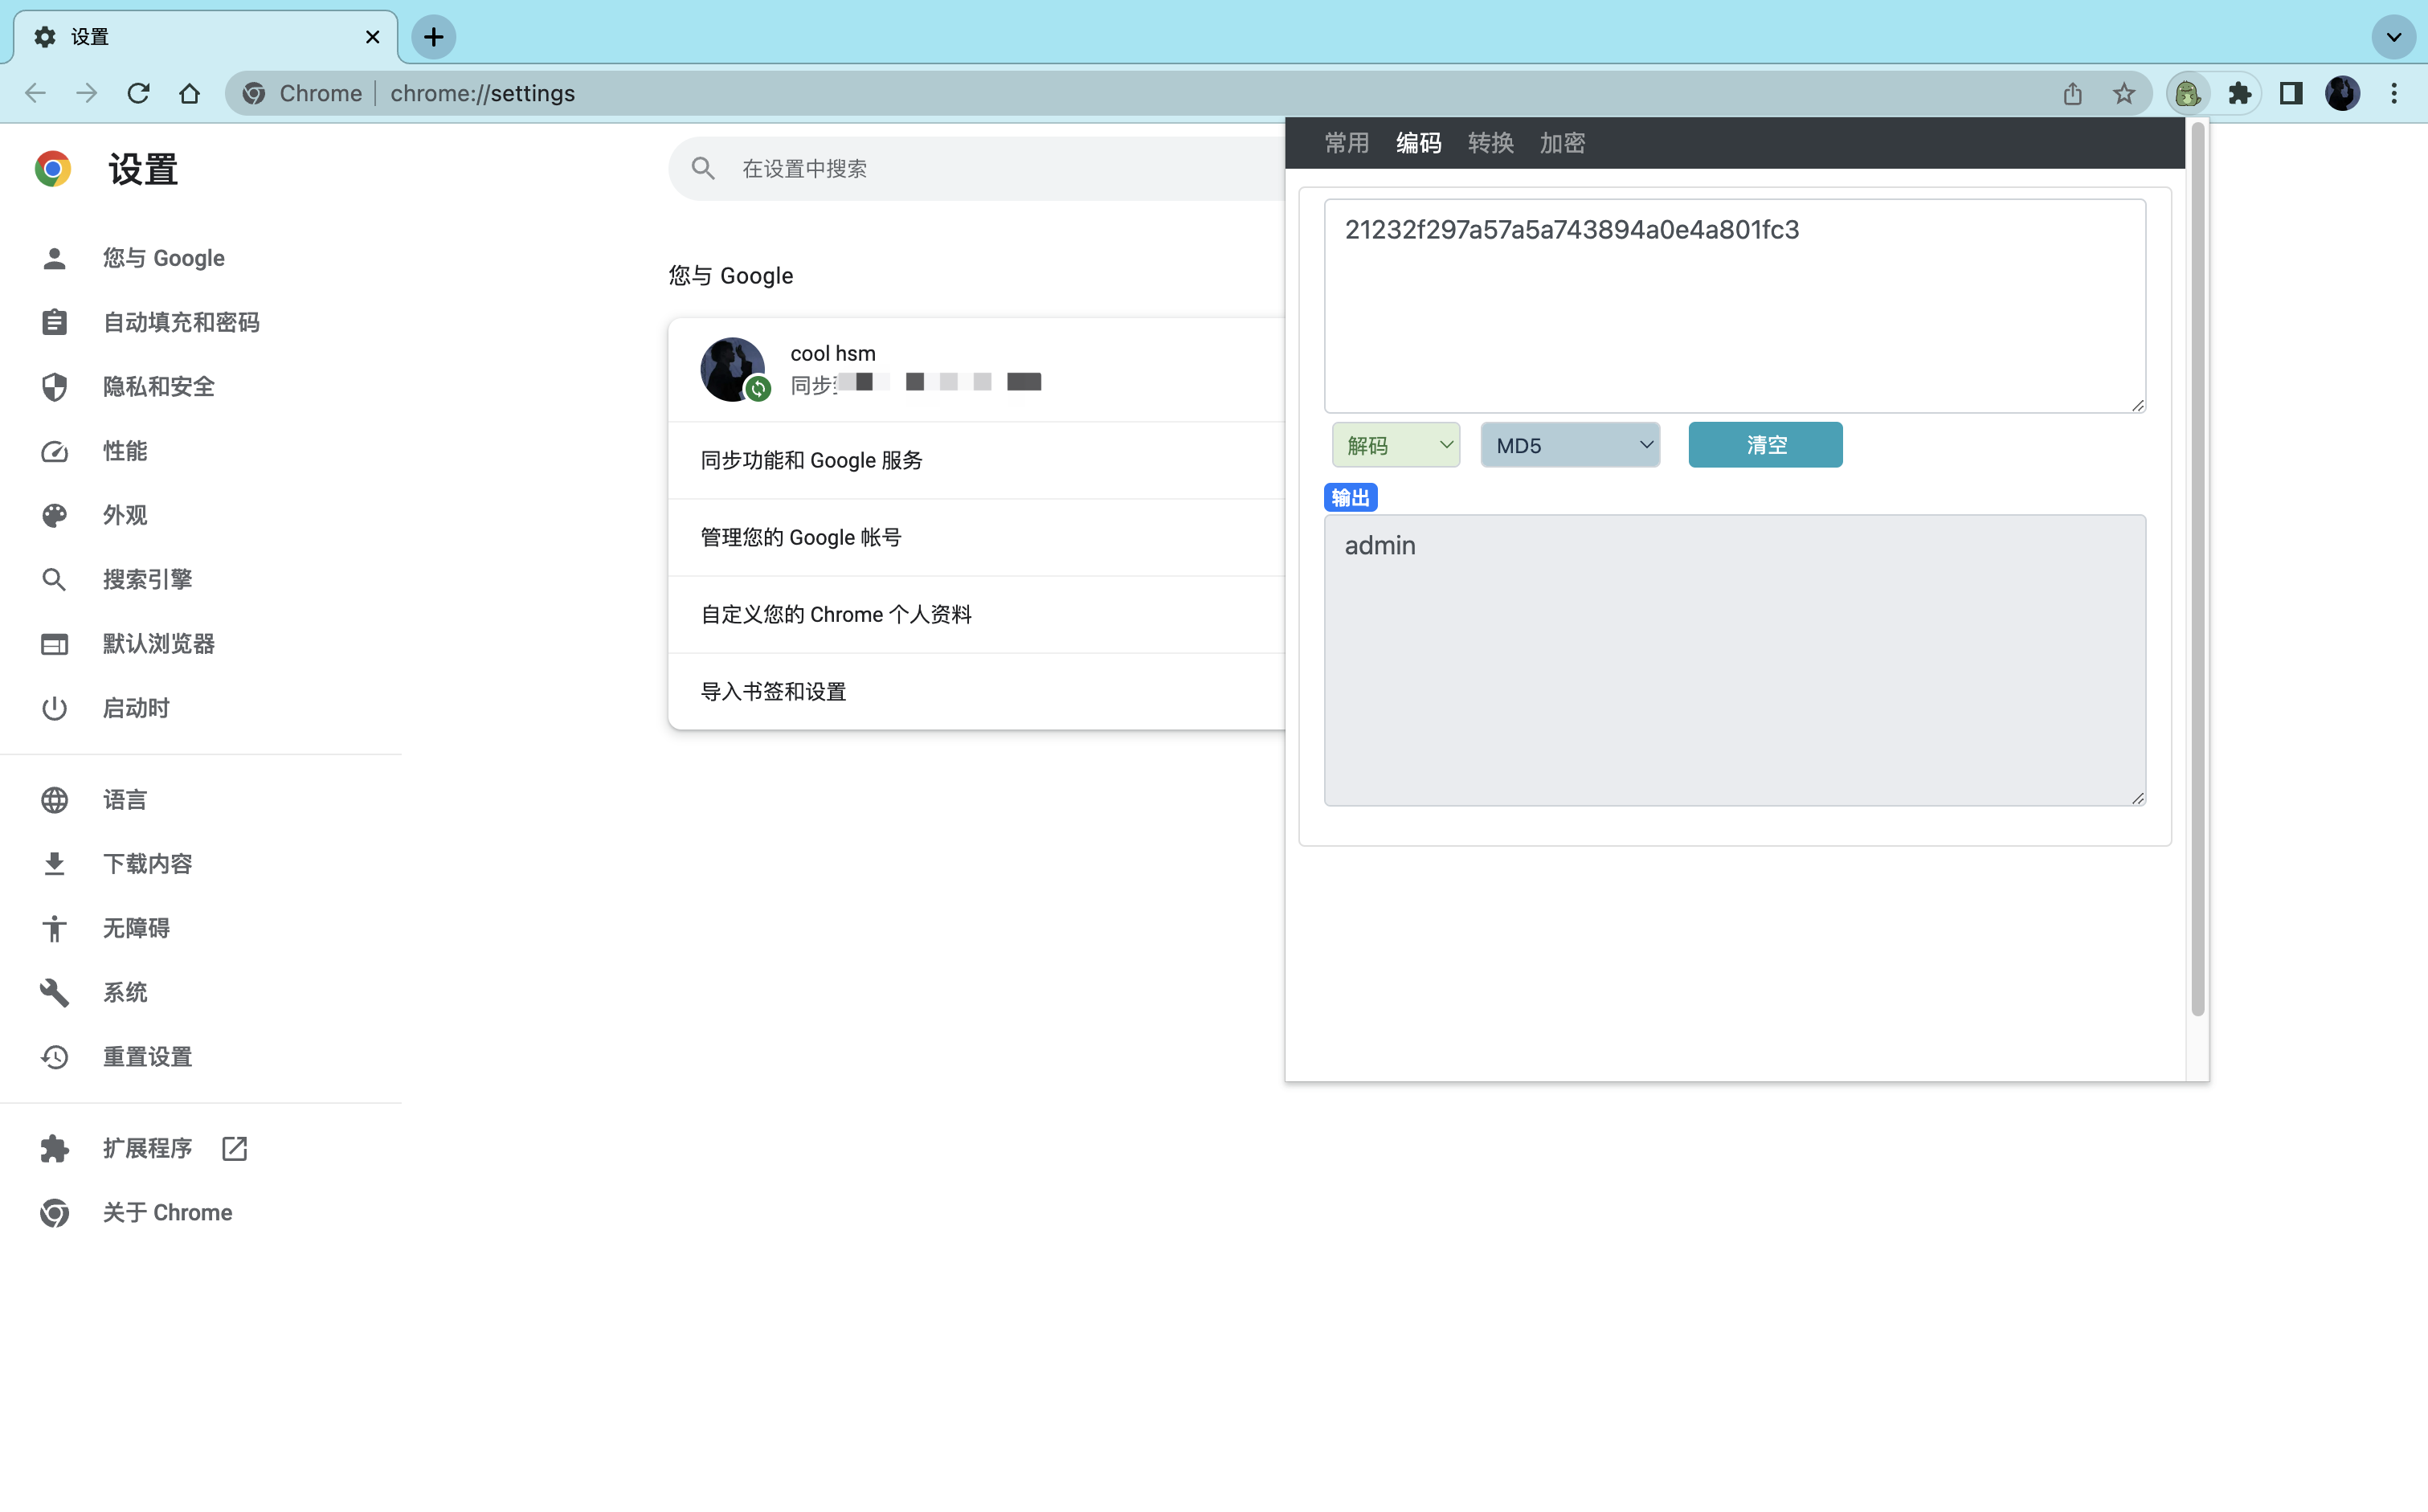 设置
Chrome
chrome://settings
设置
在设置中搜索
您与 Google
自动填充和密码
隐私和安全
性能
外观
搜索引擎
默认浏览器
启动时
语言
下载内容
无障碍
系统
重置设置
扩展程序
关于 Chrome
您与 Google
cool hsm
同步
同步功能和 Google 服务
管理您的 Google 帐号
自定义您的 Chrome 个人资料
导入书签和设置
常用 编码 转换 加密
21232f297a57a5a743894a0e4a801fc3
解码 MD5 清空
输出
admin